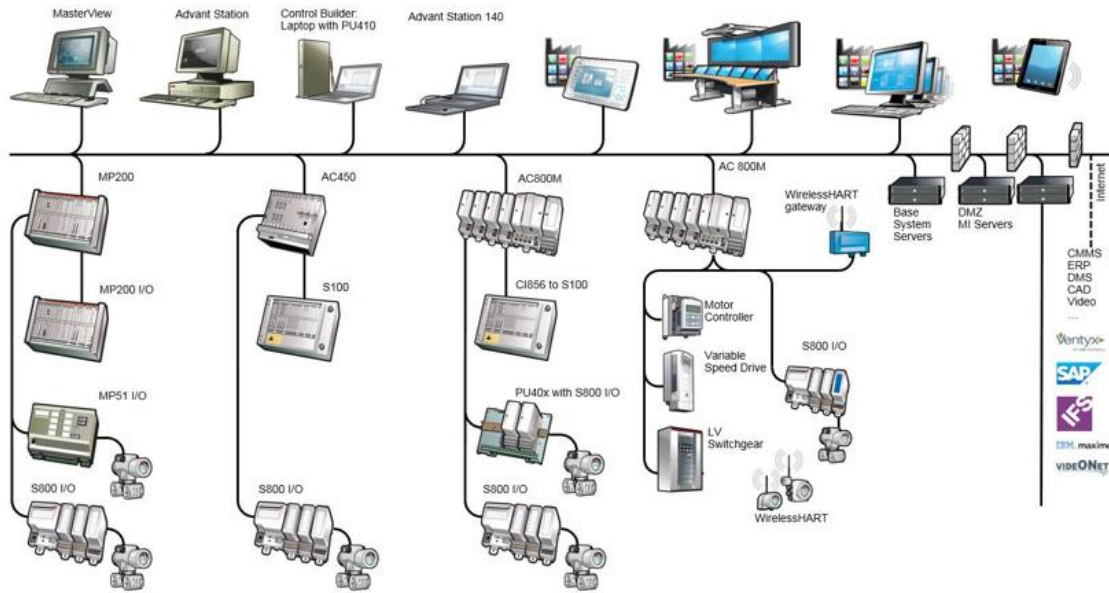 MasterView
Advant Station
Control Builder:
Laptop with PU410
Advant Station 140
MP200
AC450
AC800M
AC 800M
WirelessHART
gateway
Base
System
Servers
DMZ
MI Servers
Internet
CMMS
ERP
DMS
CAD
Video
...
MP200 I/O
S100
CI856 to S100
Motor
Controller
Variable
Speed Drive
S800 I/O
LV
Switchgear
WirelessHART
MP51 I/O
PU40x with S800 I/O
S800 I/O
S800 I/O
S800 I/O
Ventyx
SAP
IFS
IBM. maximo
VIDEONET